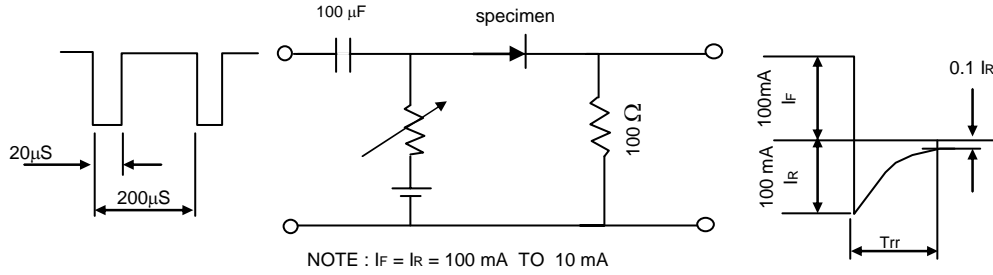 100 µF
specimen
20µS
200µS
100 Ω
NOTE : IF = IR = 100 mA TO 10 mA
100mA
IF
100 mA
IR
0.1 IR
Trr